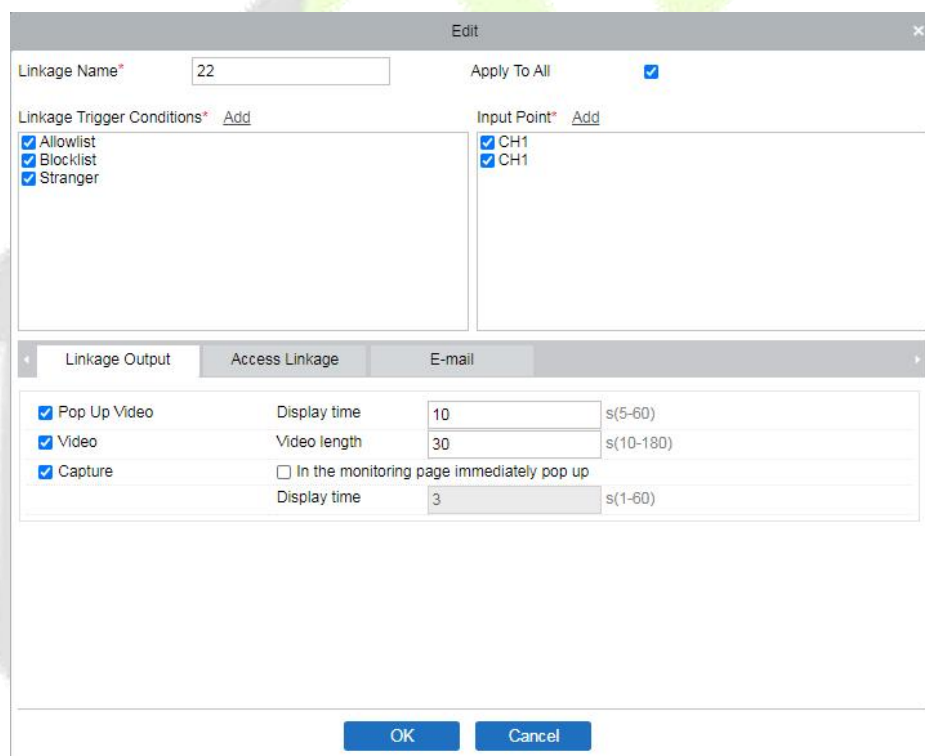 Edit
Linkage Name* 22 Apply To All
Linkage Trigger Conditions* Add Input Point* Add
Allowlist CH1
Blocklist CH1
Stranger
Linkage Output Access Linkage E-mail
Pop Up Video Display time 10 s(5-60)
Video Video length 30 s(10-180)
Capture In the monitoring page immediately pop up
Display time 3 s(1-60)
OK Cancel